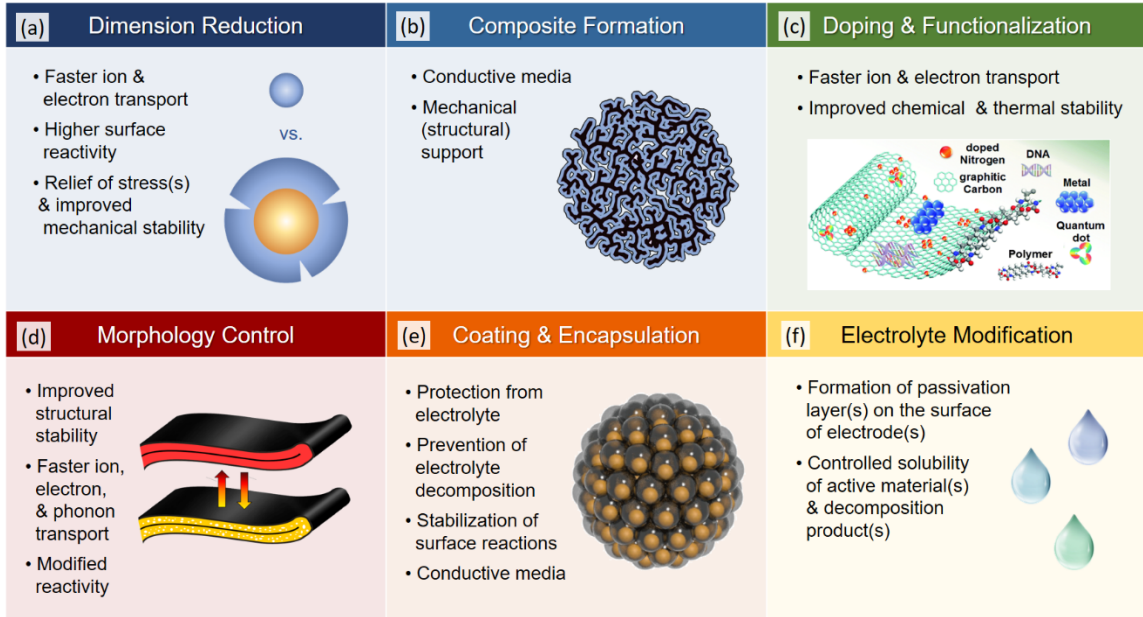 (a) Dimension Reduction
• Faster ion &
electron transport
• Higher surface
reactivity
• Relief of stress(s)
& improved
mechanical stability
vs.
(b) Composite Formation
• Conductive media
• Mechanical
(structural)
support
(c) Doping & Functionalization
• Faster ion & electron transport
• Improved chemical & thermal stability
doped
Nitrogen
graphitic
Carbon
DNA
Metal
Quantum
dot
Polymer
(d) Morphology Control
• Improved
structural
stability
• Faster ion,
electron,
& phonon
transport
• Modified
reactivity
(e) Coating & Encapsulation
• Protection from
electrolyte
• Prevention of
electrolyte
decomposition
• Stabilization of
surface reactions
• Conductive media
(f) Electrolyte Modification
• Formation of passivation
layer(s) on the surface
of electrode(s)
• Controlled solubility
of active material(s)
& decomposition
product(s)